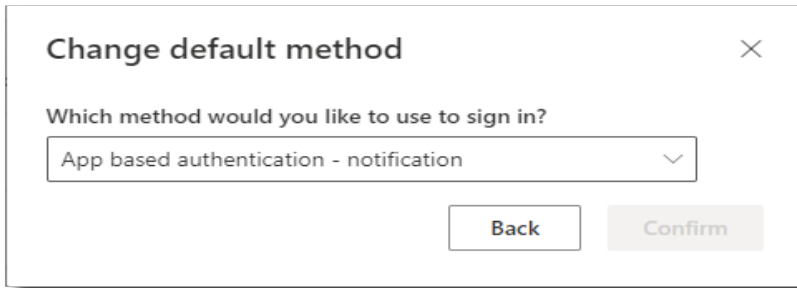 Change default method
Which method would you like to use to sign in?
App based authentication - notification
Back
Confirm